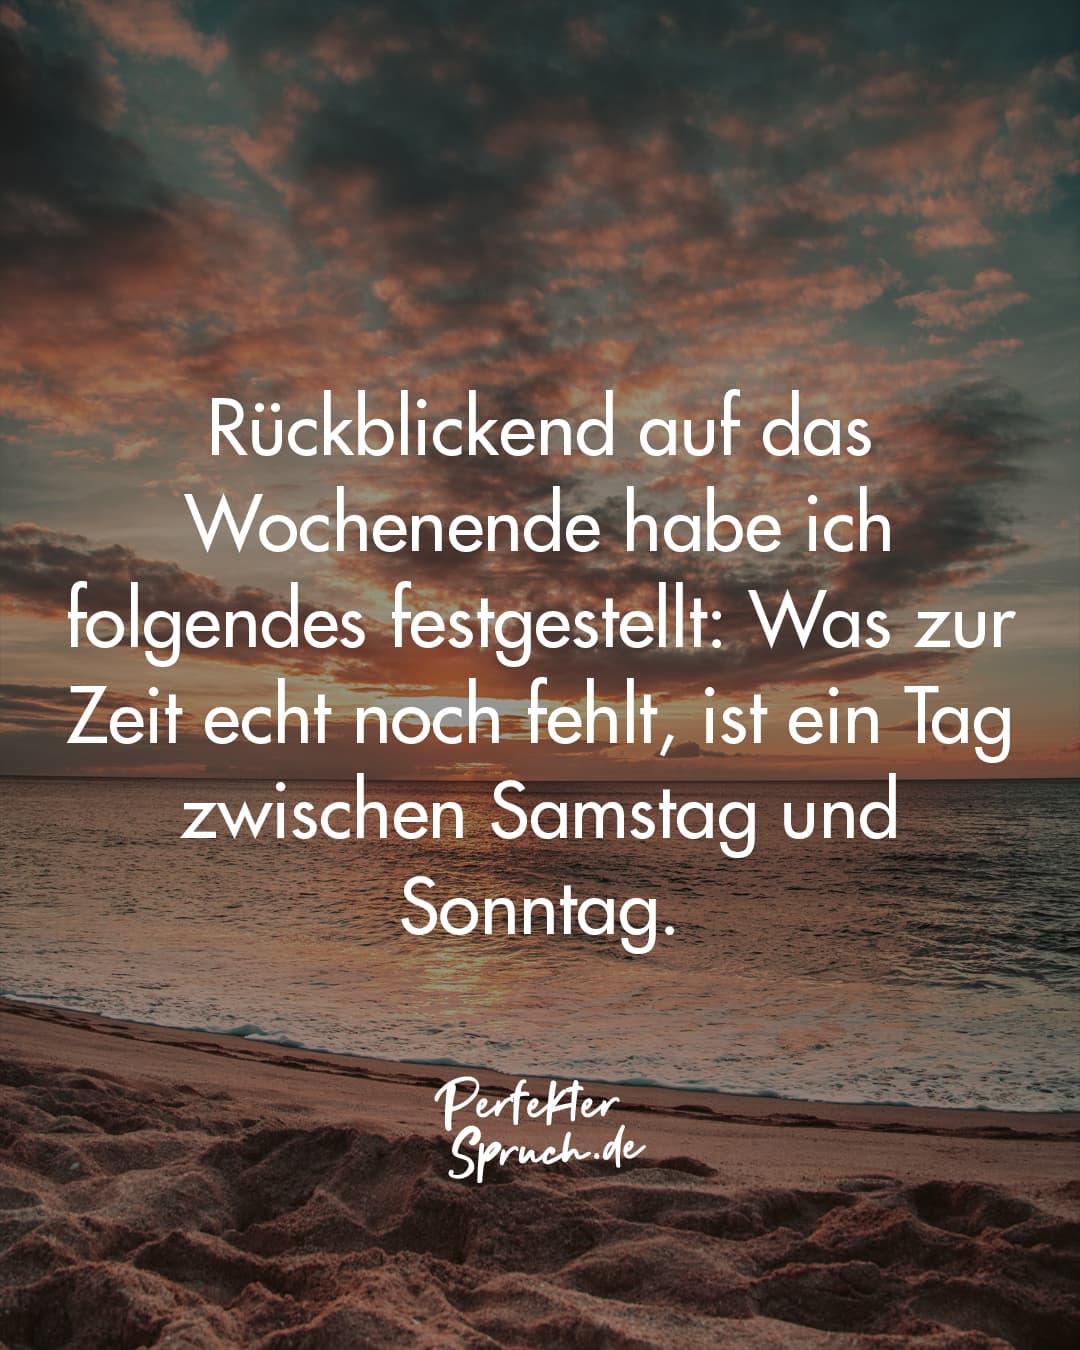 Rückblickend auf das
Wochenende habe ich
folgendes festgestellt: Was zur
Zeit echt noch fehlt, ist ein Tag
zwischen Samstag und
Sonntag.
Perfekter
Spruch.de